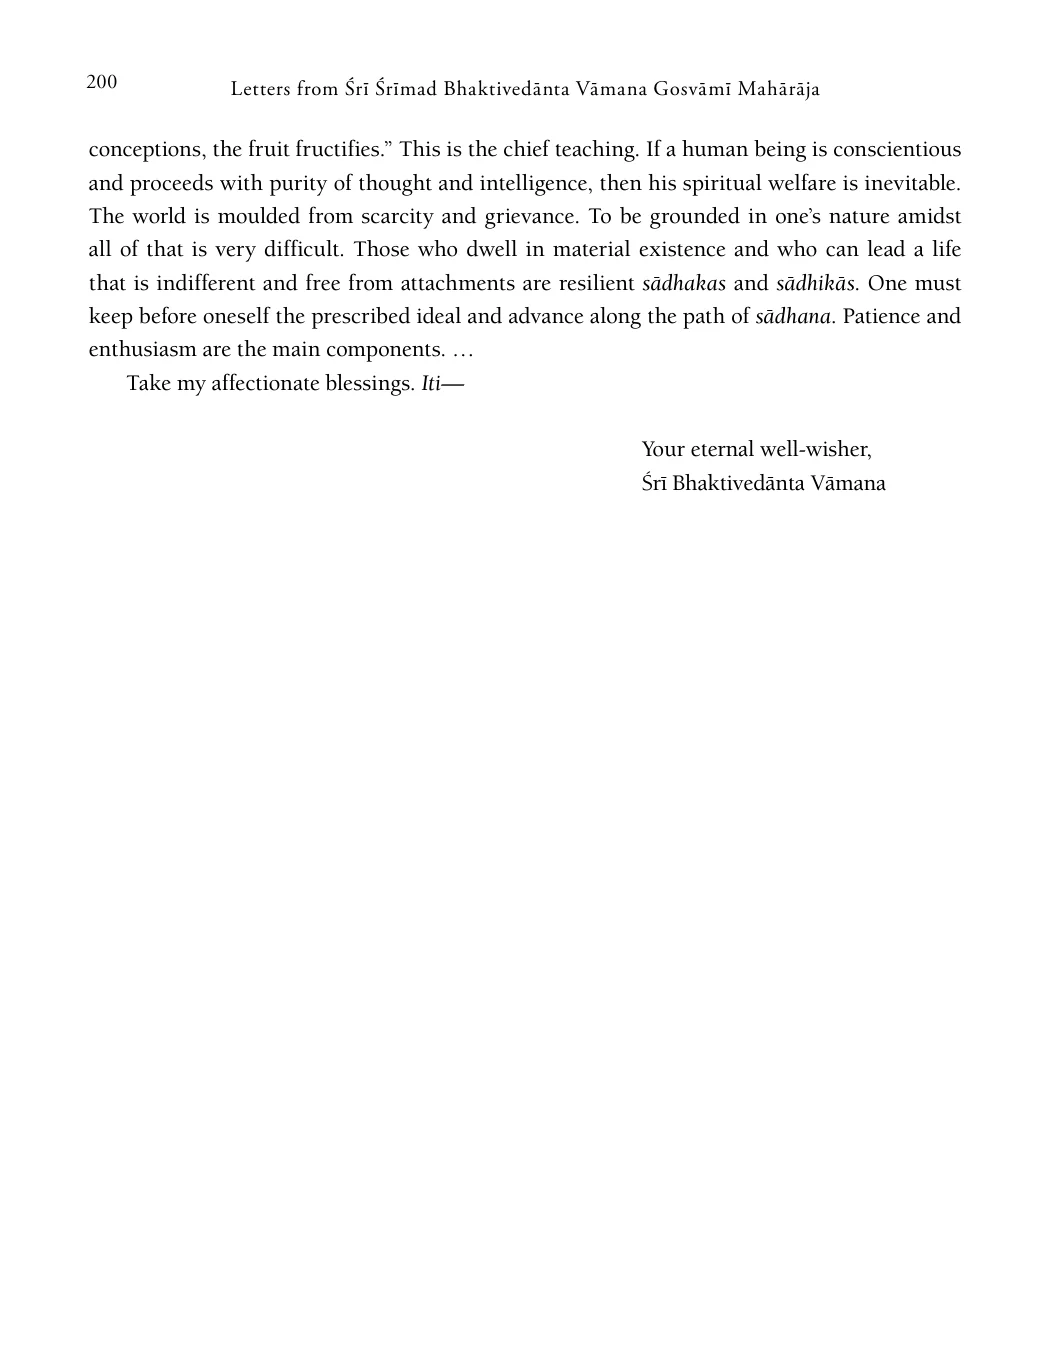 200
Letters from Śrī Śrīmad Bhaktivedānta Vāmana Gosvāmī Mahārāja
conceptions, the fruit fructifies.” This is the chief teaching. If a human being is conscientious
and proceeds with purity of thought and intelligence, then his spiritual welfare is inevitable.
The world is moulded from scarcity and grievance. To be grounded in one’s nature amidst
all of that is very difficult. Those who dwell in material existence and who can lead a life
that is indifferent and free from attachments are resilient sādhakas and sādhikās. One must
keep before oneself the prescribed ideal and advance along the path of sādhana. Patience and
enthusiasm are the main components. …
Take my affectionate blessings. Iti—
Your eternal well-wisher,
Śrī Bhaktivedānta Vāmana